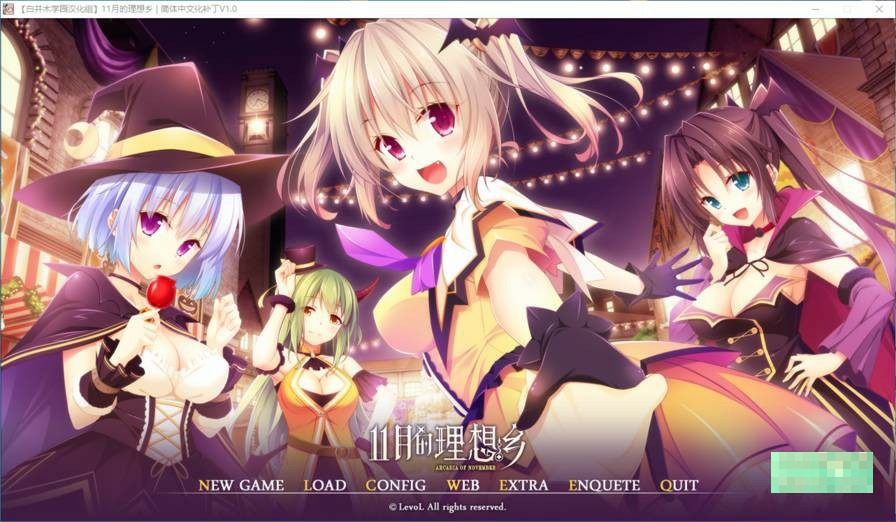 【白井木学园汉化组】11月的理想乡 | 简体中文化补丁V1.0
11月的理想乡
ARCADIA OF NOVEMBER
NEW GAME LOAD CONFIG WEB EXTRA ENQUETE QUIT
© LevoL All rights reserved.